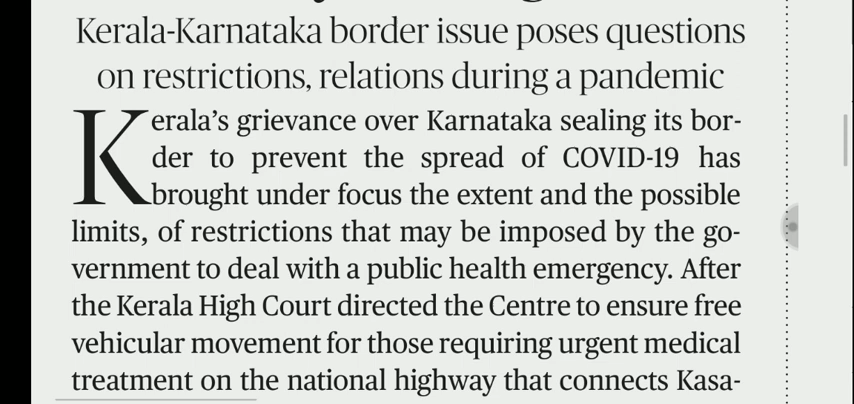 Kerala-Karnataka border issue poses questions
on restrictions, relations during a pandemic
Kerala’s grievance over Karnataka sealing its bor-
der to prevent the spread of COVID-19 has
brought under focus the extent and the possible
limits, of restrictions that may be imposed by the go-
vernment to deal with a public health emergency. After
the Kerala High Court directed the Centre to ensure free
vehicular movement for those requiring urgent medical
treatment on the national highway that connects Kasa-